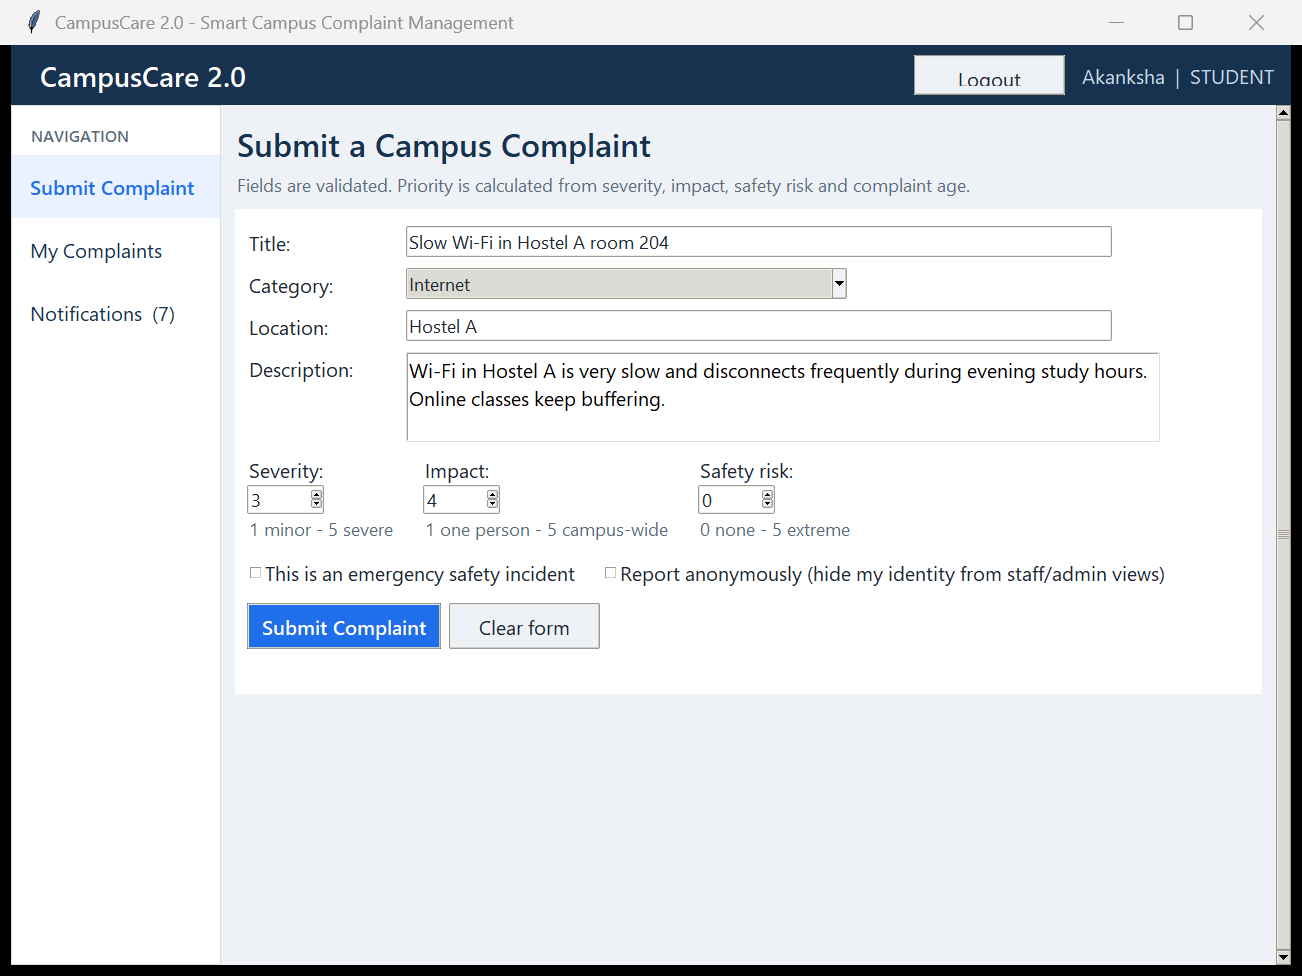 CampusCare 2.0 - Smart Campus Complaint Management
CampusCare 2.0
Logout
Akanksha | STUDENT
NAVIGATION
Submit Complaint
My Complaints
Notifications (7)
Submit a Campus Complaint
Fields are validated. Priority is calculated from severity, impact, safety risk and complaint age.
Title:
Slow Wi-Fi in Hostel A room 204
Category:
Internet
Location:
Hostel A
Description:
Wi-Fi in Hostel A is very slow and disconnects frequently during evening study hours.
Online classes keep buffering.
Severity:
3
1 minor - 5 severe
Impact:
4
1 one person - 5 campus-wide
Safety risk:
0
0 none - 5 extreme
This is an emergency safety incident
Report anonymously (hide my identity from staff/admin views)
Submit Complaint
Clear form